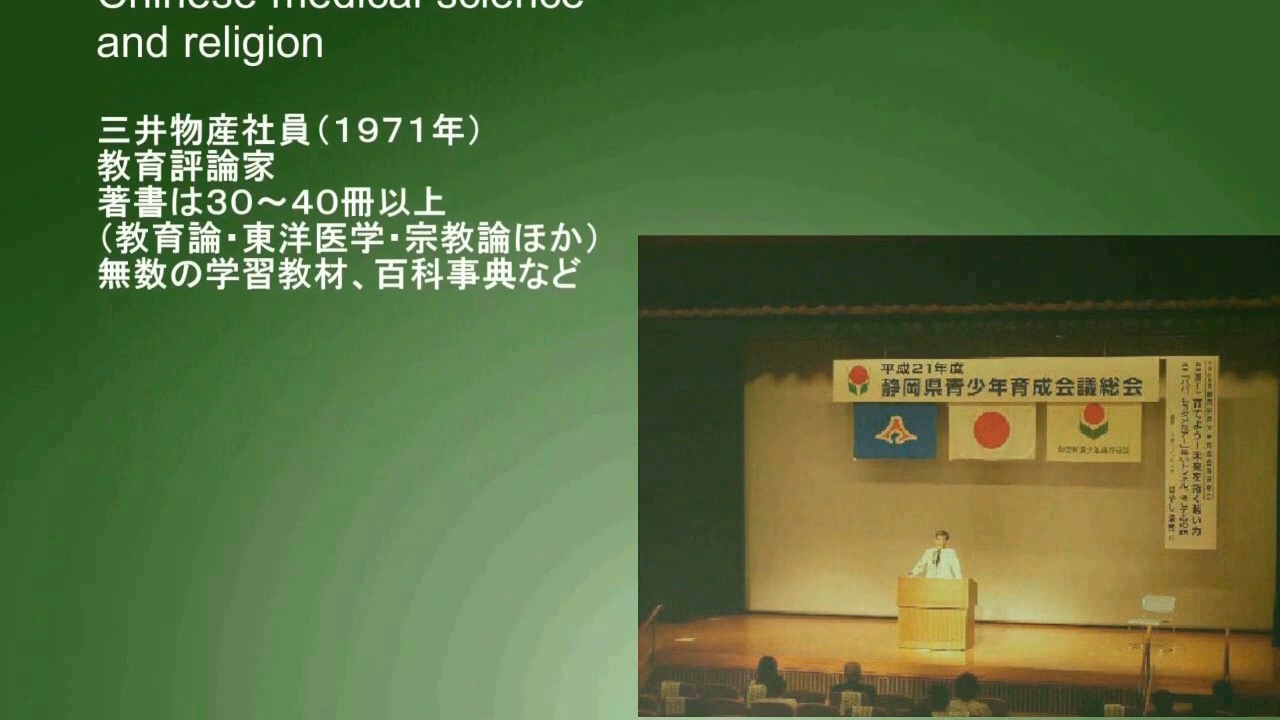 Chinese medical science
and religion
三井物産社員（１９７１年）
教育評論家
著書は３０～４０冊以上
（教育論・東洋医学・宗教論ほか）
無数の学習教材、百科事典など
平成21年度
静岡県青少年育成会議総会